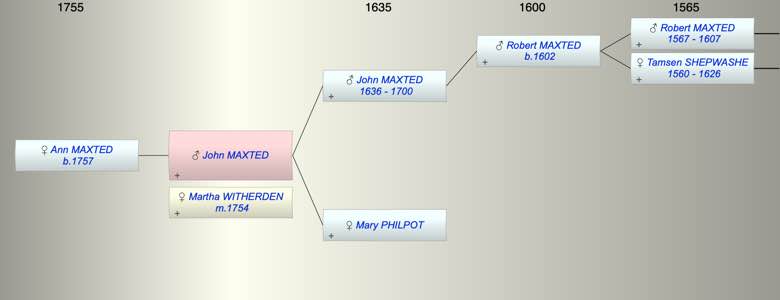 1755 1635 1600 1565
♂ Robert MAXTED
1567 - 1607
+
♂ Robert MAXTED
b.1602
+
♀ Tamsen SHEPWASHE
1560 - 1626
+
♂ John MAXTED
1636 - 1700
+
♀ Ann MAXTED
b.1757
♂ John MAXTED
+
♀ Martha WITHERDEN
m.1754
+
♀ Mary PHILPOT
+